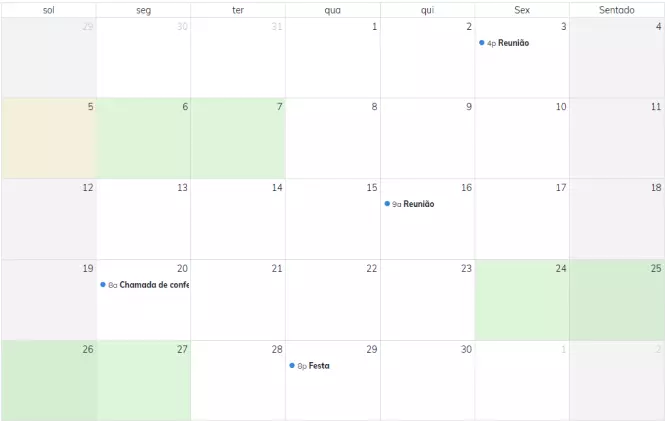 sol seg ter qua qui Sex Sentado
29 30 31 1 2 3 4
4p Reunião
5 6 7 8 9 10 11
12 13 14 15 16 17 18
9a Reunião
19 20 21 22 23 24 25
8a Chamada de confe
26 27 28 29 30 1 2
8p Festa